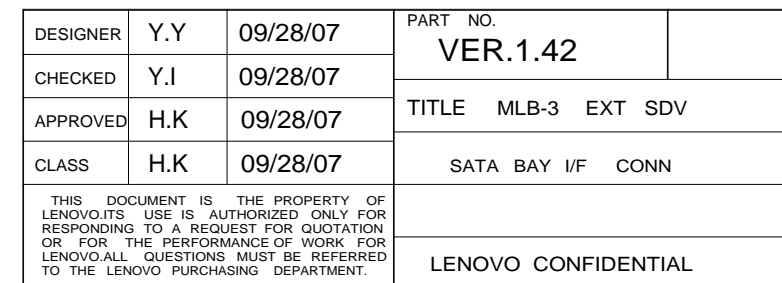 DESIGNER Y.Y 09/28/07
CHECKED Y.I 09/28/07
APPROVED H.K 09/28/07
CLASS H.K 09/28/07
THIS DOCUMENT IS THE PROPERTY OF
LENOVO.ITS USE IS AUTHORIZED ONLY FOR
RESPONDING TO A REQUEST FOR QUOTATION
OR FOR THE PERFORMANCE OF WORK FOR
LENOVO.ALL QUESTIONS MUST BE REFERRED
TO THE LENOVO PURCHASING DEPARTMENT.
PART NO.
VER.1.42
TITLE MLB-3 EXT SDV
SATA BAY I/F CONN
LENOVO CONFIDENTIAL